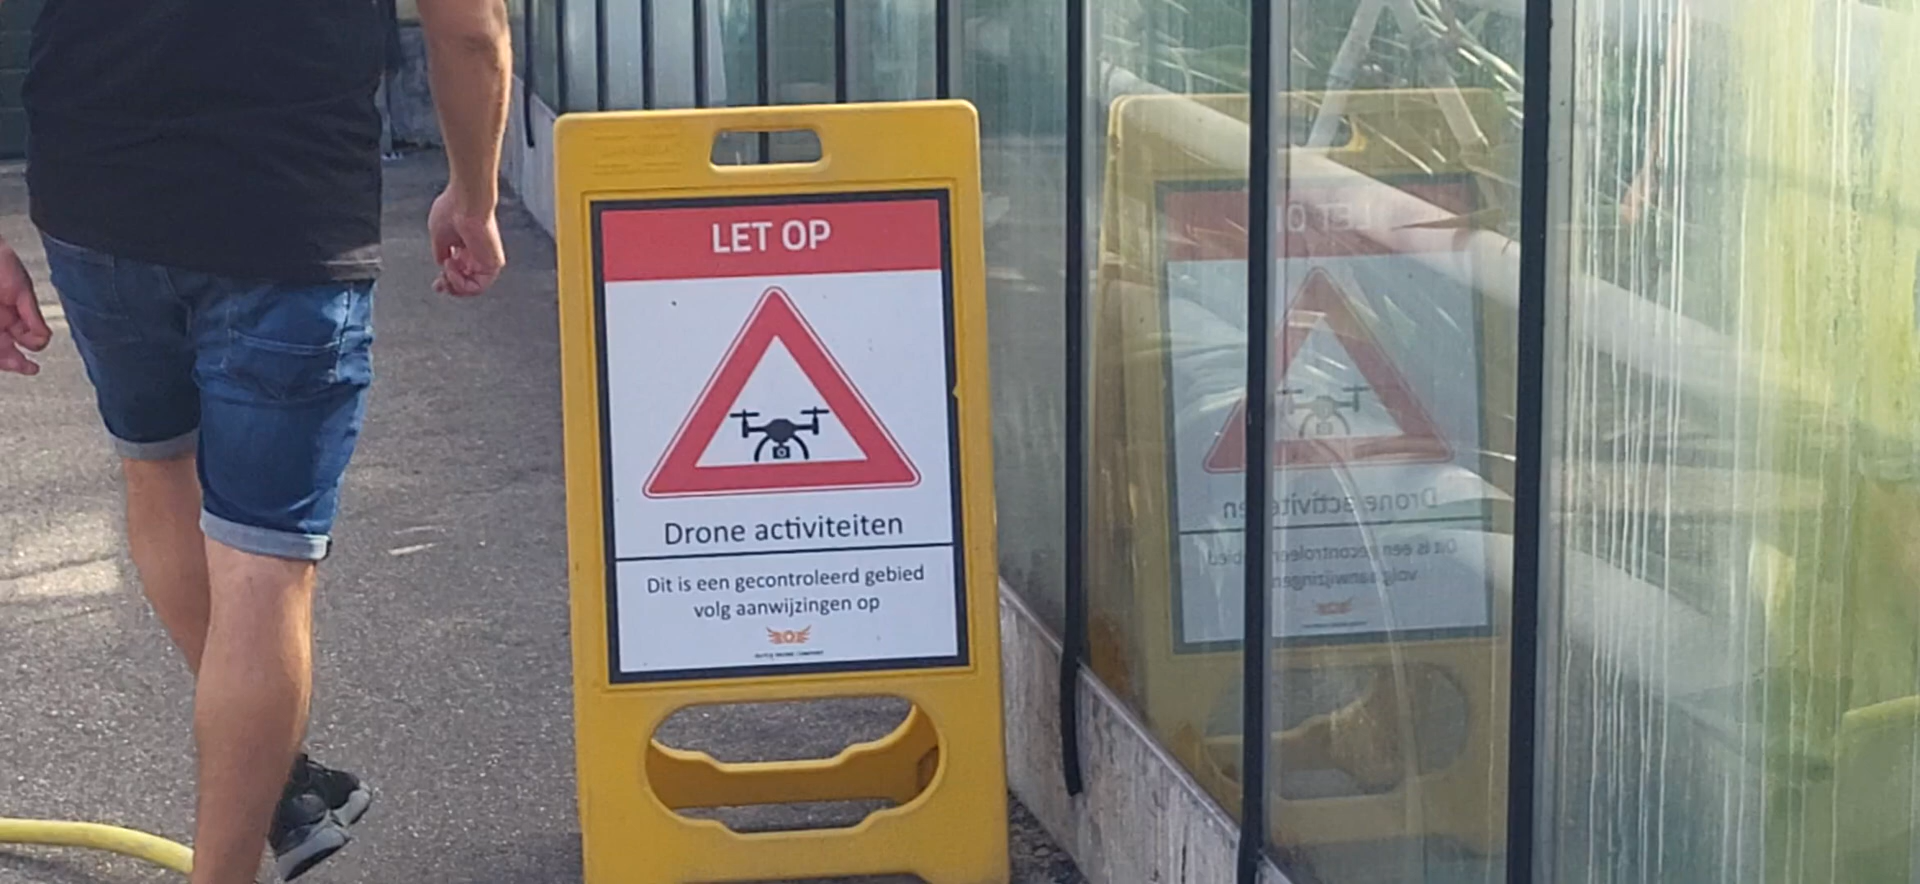 LET OP
Drone activiteiten
Dit is een gecontroleerd gebied
volg aanwijzingen op